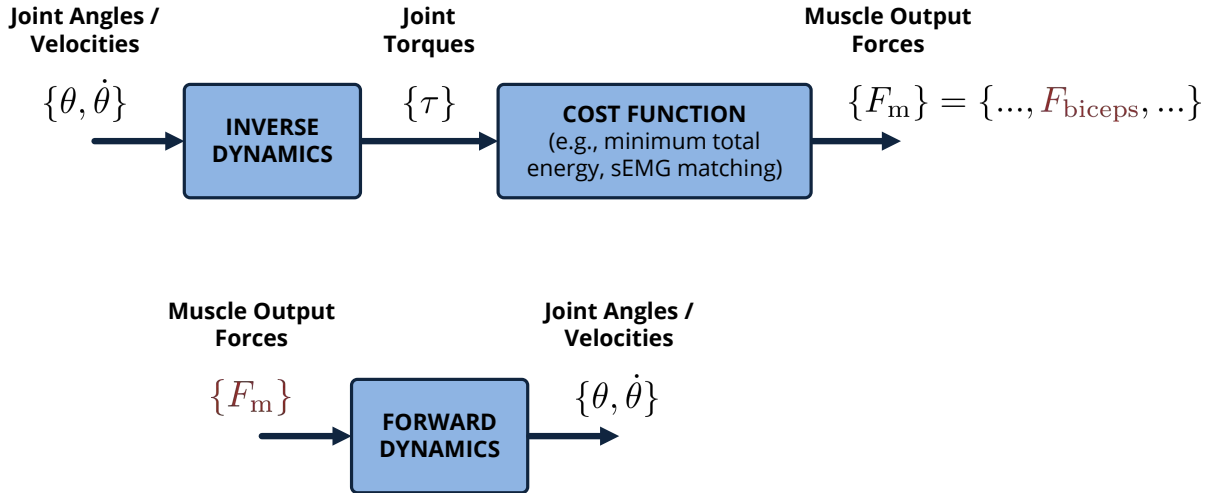 Joint Angles /
Velocities
Joint
Torques
Muscle Output
Forces
{θ, θ̇}
{τ}
{F_m} = {..., F_biceps, ...}
INVERSE
DYNAMICS
COST FUNCTION
(e.g., minimum total
energy, sEMG matching)
Muscle Output
Forces
Joint Angles /
Velocities
{F_m}
{θ, θ̇}
FORWARD
DYNAMICS